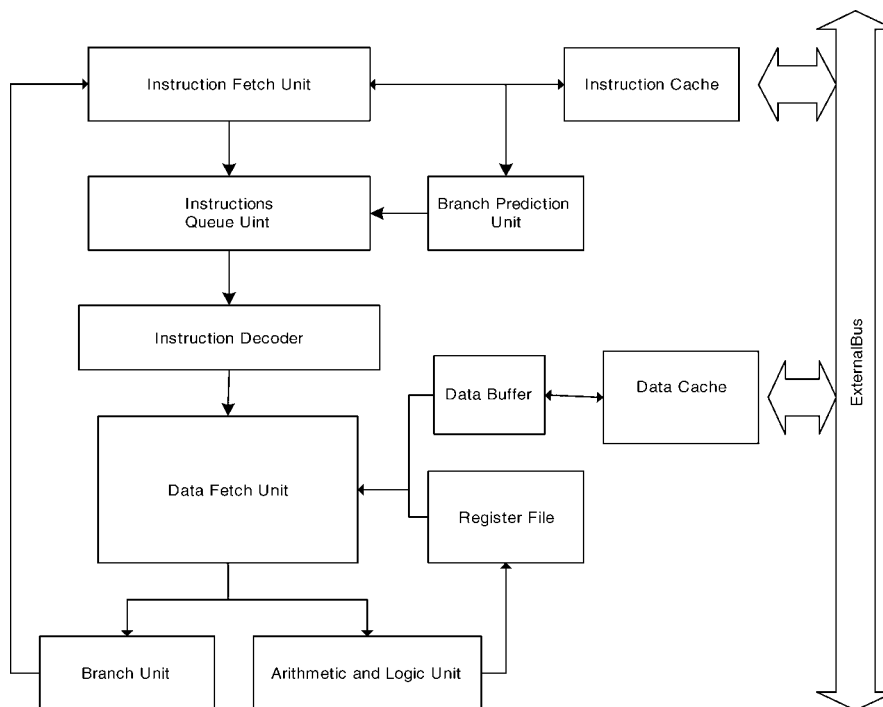 Instruction Fetch Unit
Instruction Cache
Instructions
Queue Uint
Branch Prediction
Unit
Instruction Decoder
Data Buffer
Data Cache
ExternalBus
Data Fetch Unit
Register File
Branch Unit
Arithmetic and Logic Unit